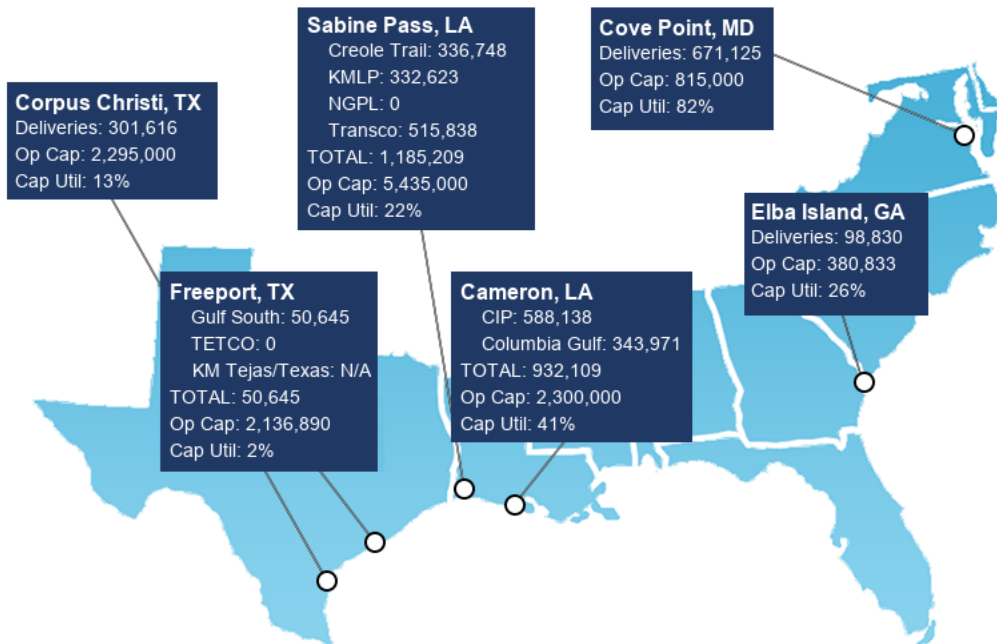 Sabine Pass, LA
Creole Trail: 336,748
KMLP: 332,623
NGPL: 0
Transco: 515,838
TOTAL: 1,185,209
Op Cap: 5,435,000
Cap Util: 22%
Cove Point, MD
Deliveries: 671,125
Op Cap: 815,000
Cap Util: 82%
Corpus Christi, TX
Deliveries: 301,616
Op Cap: 2,295,000
Cap Util: 13%
Elba Island, GA
Deliveries: 98,830
Op Cap: 380,833
Cap Util: 26%
Freeport, TX
Gulf South: 50,645
TETCO: 0
KM Tejas/Texas: N/A
TOTAL: 50,645
Op Cap: 2,136,890
Cap Util: 2%
Cameron, LA
CIP: 588,138
Columbia Gulf: 343,971
TOTAL: 932,109
Op Cap: 2,300,000
Cap Util: 41%